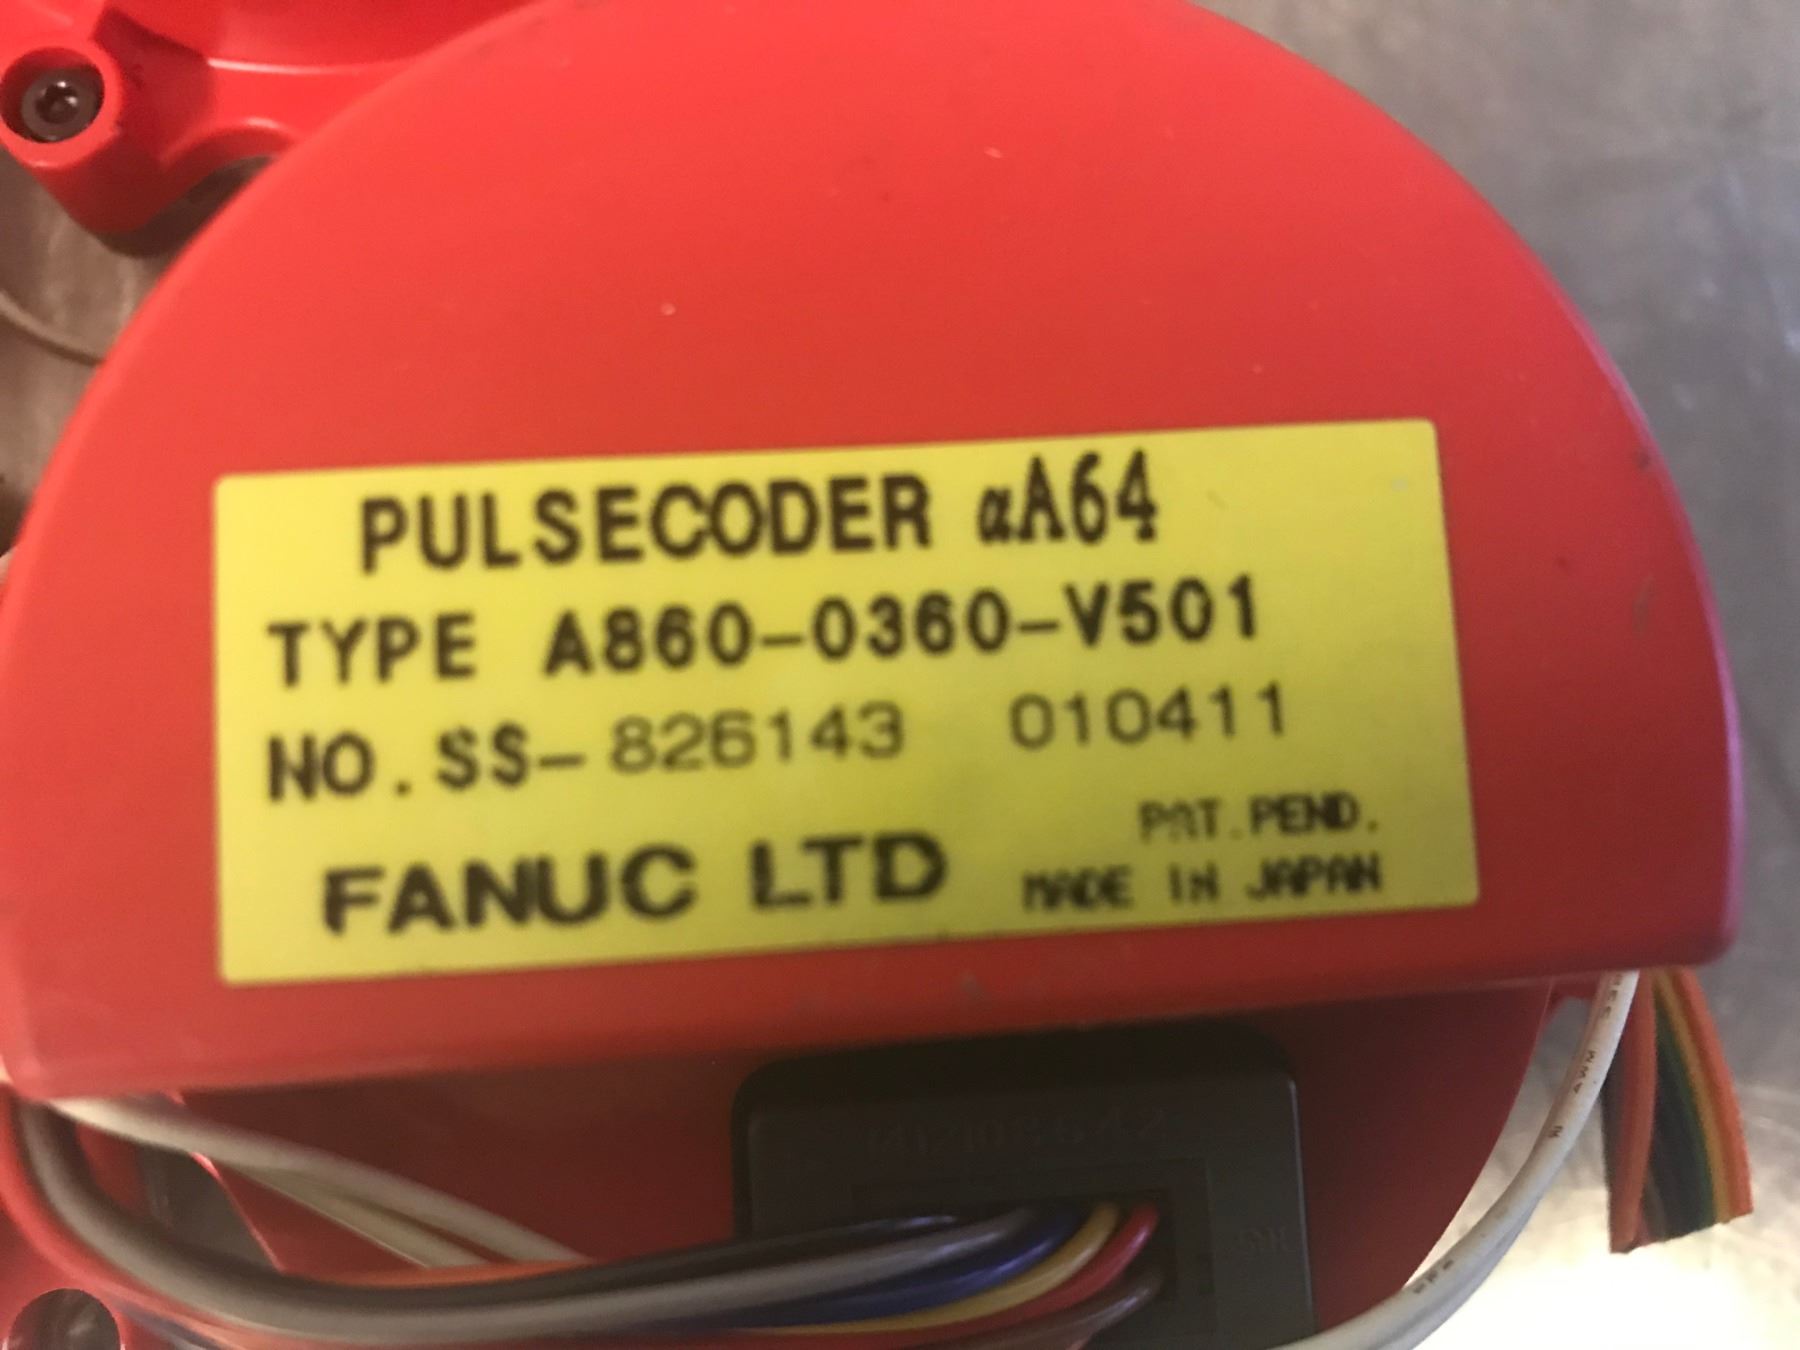 PULSECODER αA64
TYPE A860-0360-V501
NO.SS-826143 010411
PAT.PEND.
FANUC LTD MADE IN JAPAN